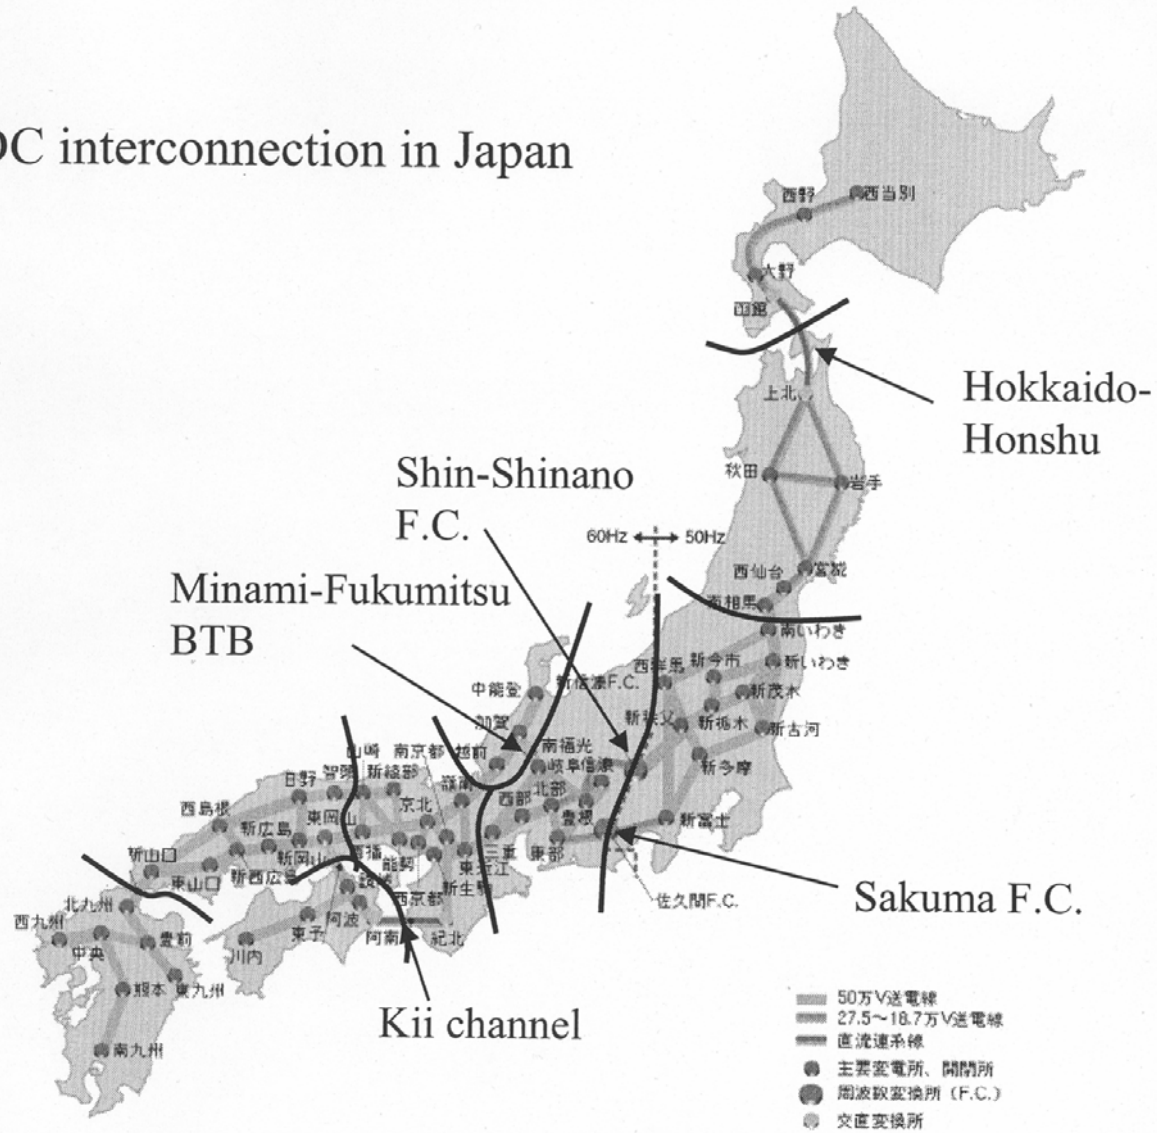 DC interconnection in Japan
西野
西当別
大野
函館
Hokkaido-
Honshu
上北
秋田
岩手
Shin-Shinano
F.C.
60Hz
50Hz
西仙台
宮城
南相馬
南いわき
Minami-Fukumitsu
BTB
新今市
新いわき
西群馬
新信濃F.C.
中能登
新茂木
加賀
新秩父
新栃木
新古河
南福光
山崎
南京都
越前
岐阜
信濃
新多摩
日野
智頭
新綾部
嶺南
北部
西部
京北
西島根
東岡山
新広島
豊根
新富士
新山口
新岡山
能勢
三重
東部
東山口
新西広島
東近江
新生駒
西京都
北九州
西九州
阿波
佐久間F.C.
Sakuma F.C.
中央
豊前
東予
阿南
紀北
川内
熊本
東九州
Kii channel
南九州
50万V送電線
27.5～18.7万V送電線
直流連系線
主要変電所、開閉所
周波数変換所 (F.C.)
交直変換所